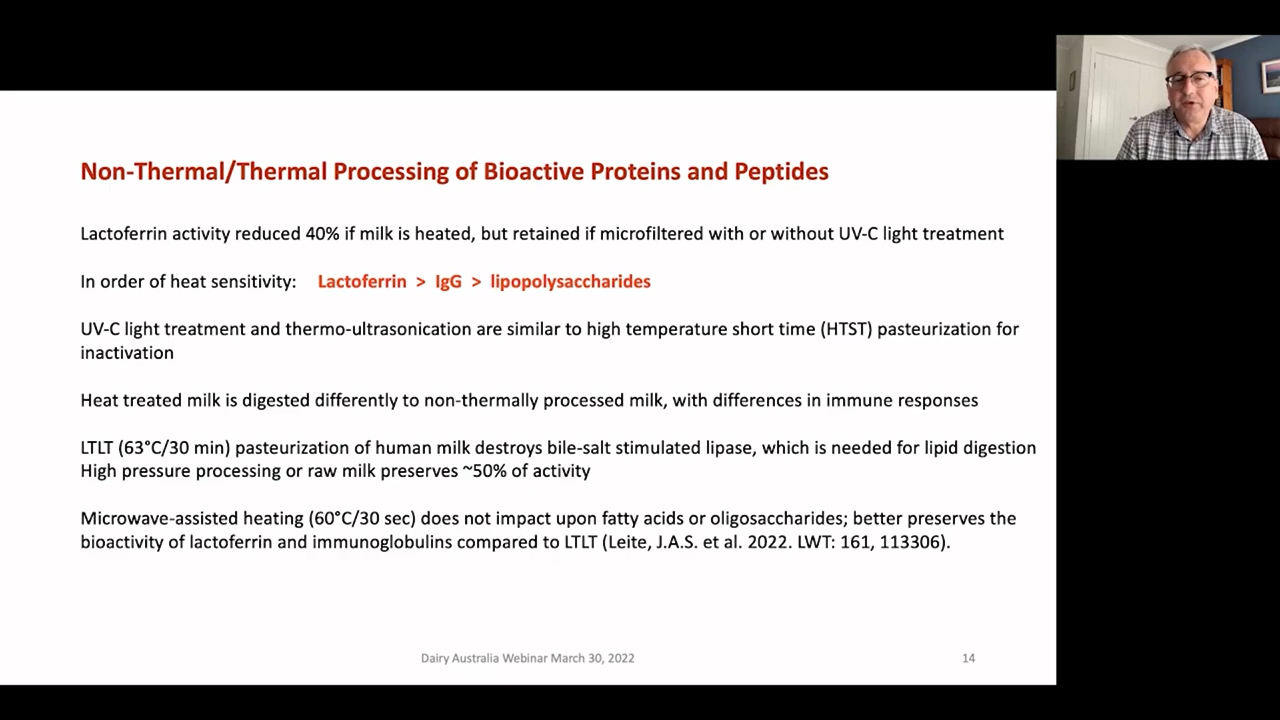 Non-Thermal/Thermal Processing of Bioactive Proteins and Peptides
Lactoferrin activity reduced 40% if milk is heated, but retained if microfiltered with or without UV-C light treatment
In order of heat sensitivity: Lactoferrin > IgG > lipopolysaccharides
UV-C light treatment and thermo-ultrasonication are similar to high temperature short time (HTST) pasteurization for
inactivation
Heat treated milk is digested differently to non-thermally processed milk, with differences in immune responses
LTLT (63°C/30 min) pasteurization of human milk destroys bile-salt stimulated lipase, which is needed for lipid digestion
High pressure processing or raw milk preserves ~50% of activity
Microwave-assisted heating (60°C/30 sec) does not impact upon fatty acids or oligosaccharides; better preserves the
bioactivity of lactoferrin and immunoglobulins compared to LTLT (Leite, J.A.S. et al. 2022. LWT: 161, 113306).
Dairy Australia Webinar March 30, 2022
14